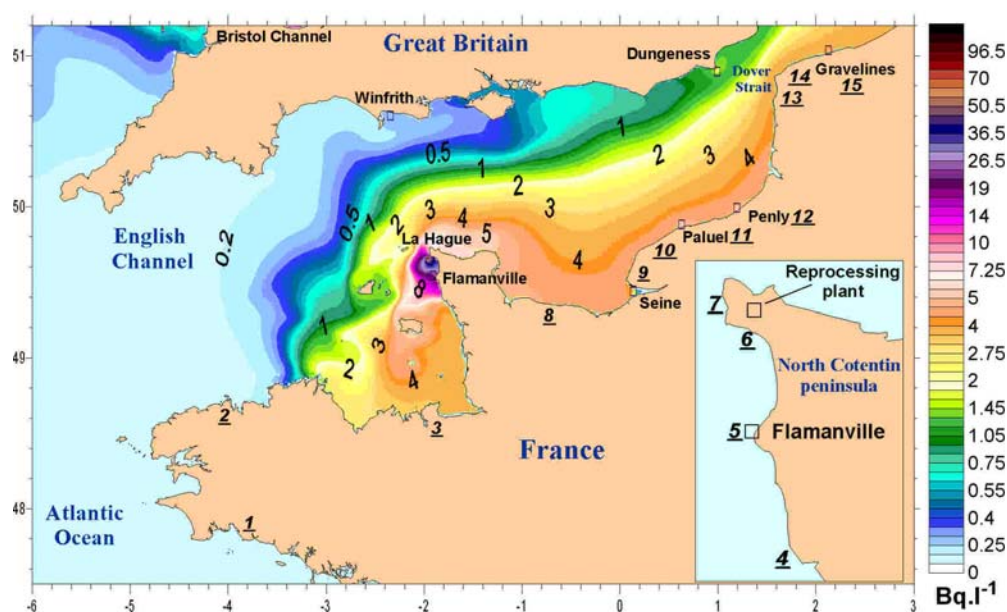 51
50
49
48
-6
-5
-4
-3
-2
-1
0
1
2
3
Bristol Channel
Great Britain
Dungeness
Dover
Strait
14
Gravelines
13
15
Winfrith
0.5
1
1
2
2
3
4
0.2
English
Channel
0.5
1
2
3
4
5
3
4
La Hague
8
Flamanville
1
2
3
4
Penly 12
Paluel 11
10
9
Seine
8
2
3
France
1
Atlantic
Ocean
Reprocessing
plant
7
6
North Cotentin
peninsula
5
Flamanville
4
96.5
70
50.5
36.5
26.5
19
14
10
7.25
5
4
2.75
2
1.45
1.05
0.75
0.55
0.4
0.25
0
Bq.l-1